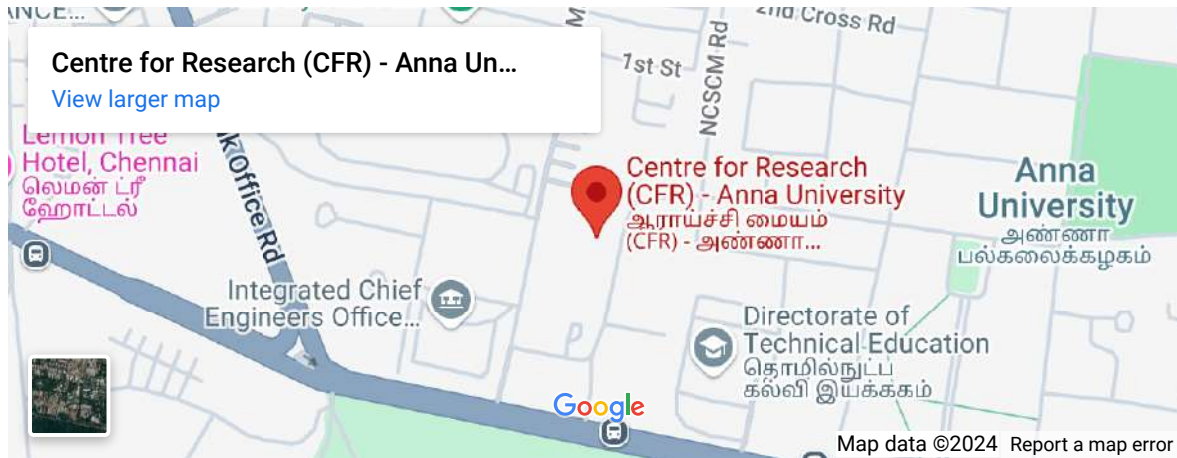 ANCE...
2nd Cross Rd
Centre for Research (CFR) - Anna Un...
View larger map
1st St
NCSCM Rd
Lemon Tree
Hotel, Chennai
லெமன் ட்ரீ
ஹோட்டல்
k Office Rd
Centre for Research
(CFR) - Anna University
ஆராய்ச்சி மையம்
(CFR) - அண்ணா...
Anna
University
அண்ணா
பல்கலைக்கழகம்
Integrated Chief
Engineers Office...
Directorate of
Technical Education
தொழில்நுட்ப
கல்வி இயக்ககம்
Google
Map data ©2024
Report a map error